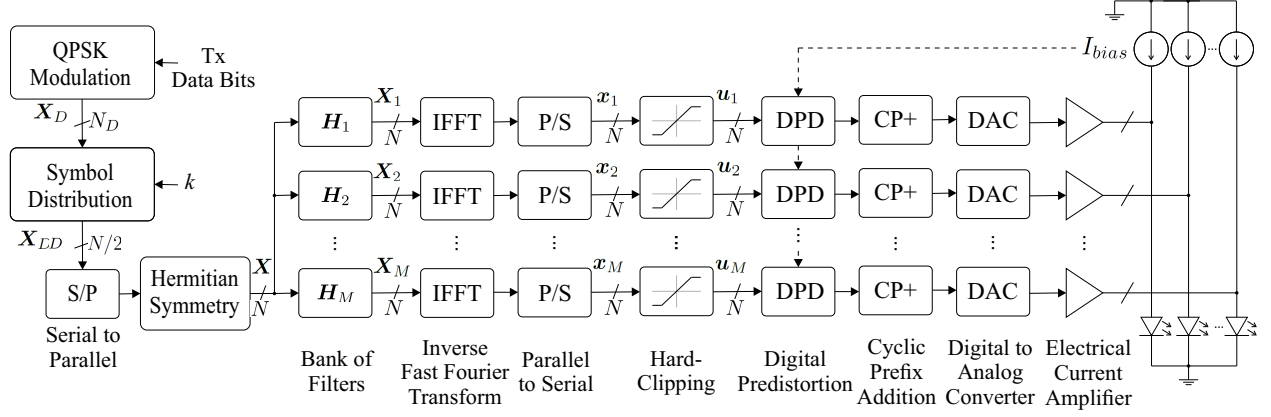 QPSK
Modulation
Tx
Data Bits
X_D
N_D
Symbol
Distribution
k
X_DD
N/2
S/P
Serial to
Parallel
Hermitian
Symmetry
X
N
H_1
X_1
N
IFFT
P/S
x_1
N
u_1
N
DPD
CP+
DAC
I_bias
...
H_2
X_2
N
IFFT
P/S
x_2
N
u_2
N
DPD
CP+
DAC
⋮ ⋮ ⋮ ⋮ ⋮ ⋮ ⋮ ⋮
H_M
X_M
N
IFFT
P/S
x_M
N
u_M
N
DPD
CP+
DAC
...
Bank of
Filters
Inverse
Fast Fourier
Transform
Parallel
to Serial
Hard-
Clipping
Digital
Predistortion
Cyclic
Prefix
Addition
Digital to
Analog
Converter
Electrical
Current
Amplifier